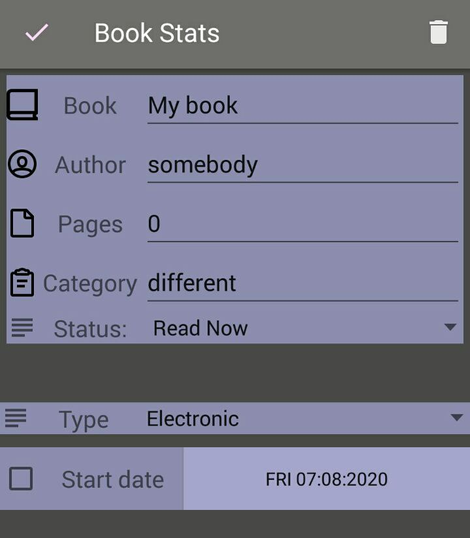 Book Stats
Book My book
Author somebody
Pages 0
Category different
Status: Read Now
Type Electronic
Start date FRI 07:08:2020